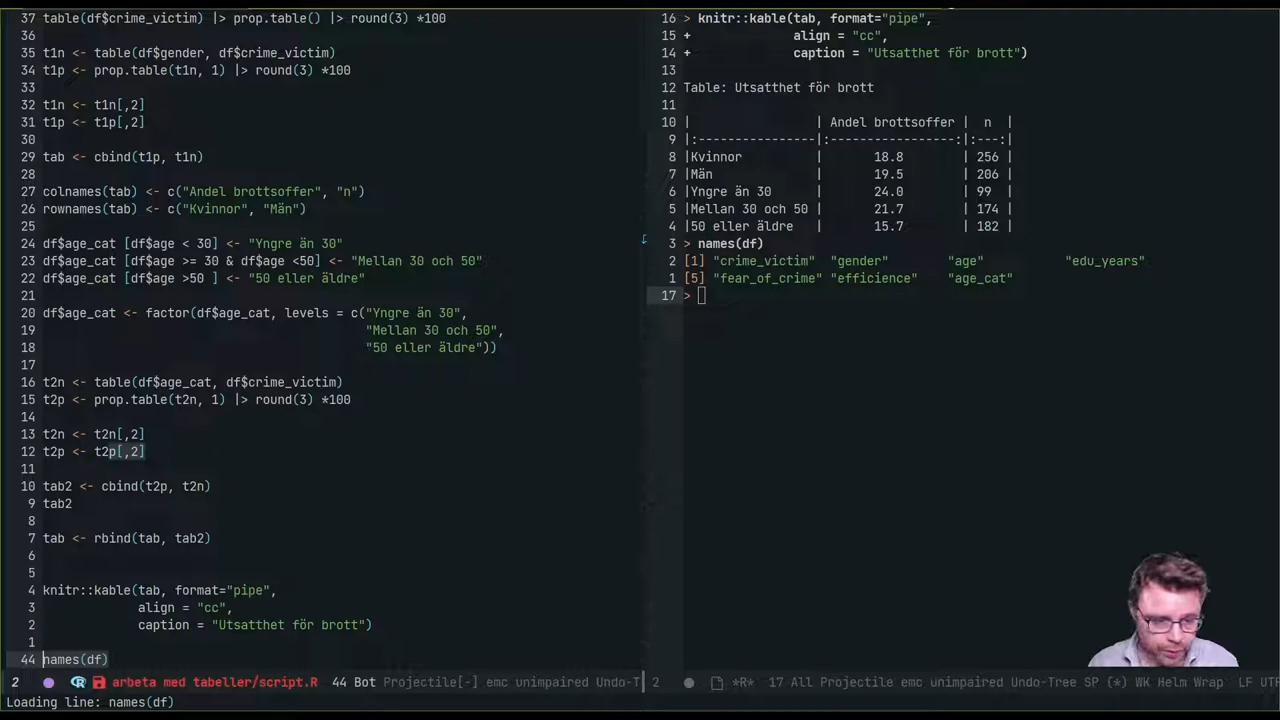 37 table(df$crime_victim) |> prop.table() |> round(3) *100
36
35 t1n <- table(df$gender, df$crime_victim)
34 t1p <- prop.table(t1n, 1) |> round(3) *100
33
32 t1n <- t1n[,2]
31 t1p <- t1p[,2]
30
29 tab <- cbind(t1p, t1n)
28
27 colnames(tab) <- c("Andel brottsoffer", "n")
26 rownames(tab) <- c("Kvinnor", "Män")
25
24 df$age_cat [df$age < 30] <- "Yngre än 30"
23 df$age_cat [df$age >= 30 & df$age <50] <- "Mellan 30 och 50"
22 df$age_cat [df$age >50 ] <- "50 eller äldre"
21
20 df$age_cat <- factor(df$age_cat, levels = c("Yngre än 30",
19 "Mellan 30 och 50",
18 "50 eller äldre"))
17
16 t2n <- table(df$age_cat, df$crime_victim)
15 t2p <- prop.table(t2n, 1) |> round(3) *100
14
13 t2n <- t2n[,2]
12 t2p <- t2p[,2]
11
10 tab2 <- cbind(t2p, t2n)
9 tab2
8
7 tab <- rbind(tab, tab2)
6
5
4 knitr::kable(tab, format="pipe",
3 align = "cc",
2 caption = "Utsatthet för brott")
1
44 names(df)
2 arbeta med tabeller/script.R 44 Bot Projectile[-] emc unimpaired Undo-T
Loading line: names(df)
16 > knitr::kable(tab, format="pipe",
15 + align = "cc",
14 + caption = "Utsatthet för brott")
13
12 Table: Utsatthet för brott
11
10 | | Andel brottsoffer | n |
9 |:----------------|:-----------------:|:---:|
8 |Kvinnor | 18.8 | 256 |
7 |Män | 19.5 | 206 |
6 |Yngre än 30 | 24.0 | 99 |
5 |Mellan 30 och 50 | 21.7 | 174 |
4 |50 eller äldre | 15.7 | 182 |
3 > names(df)
2 [1] "crime_victim" "gender" "age" "edu_years"
1 [5] "fear_of_crime" "efficience" "age_cat"
17 >
2 *R* 17 All Projectile emc unimpaired Undo-Tree SP (*) WK Helm Wrap LF UTF